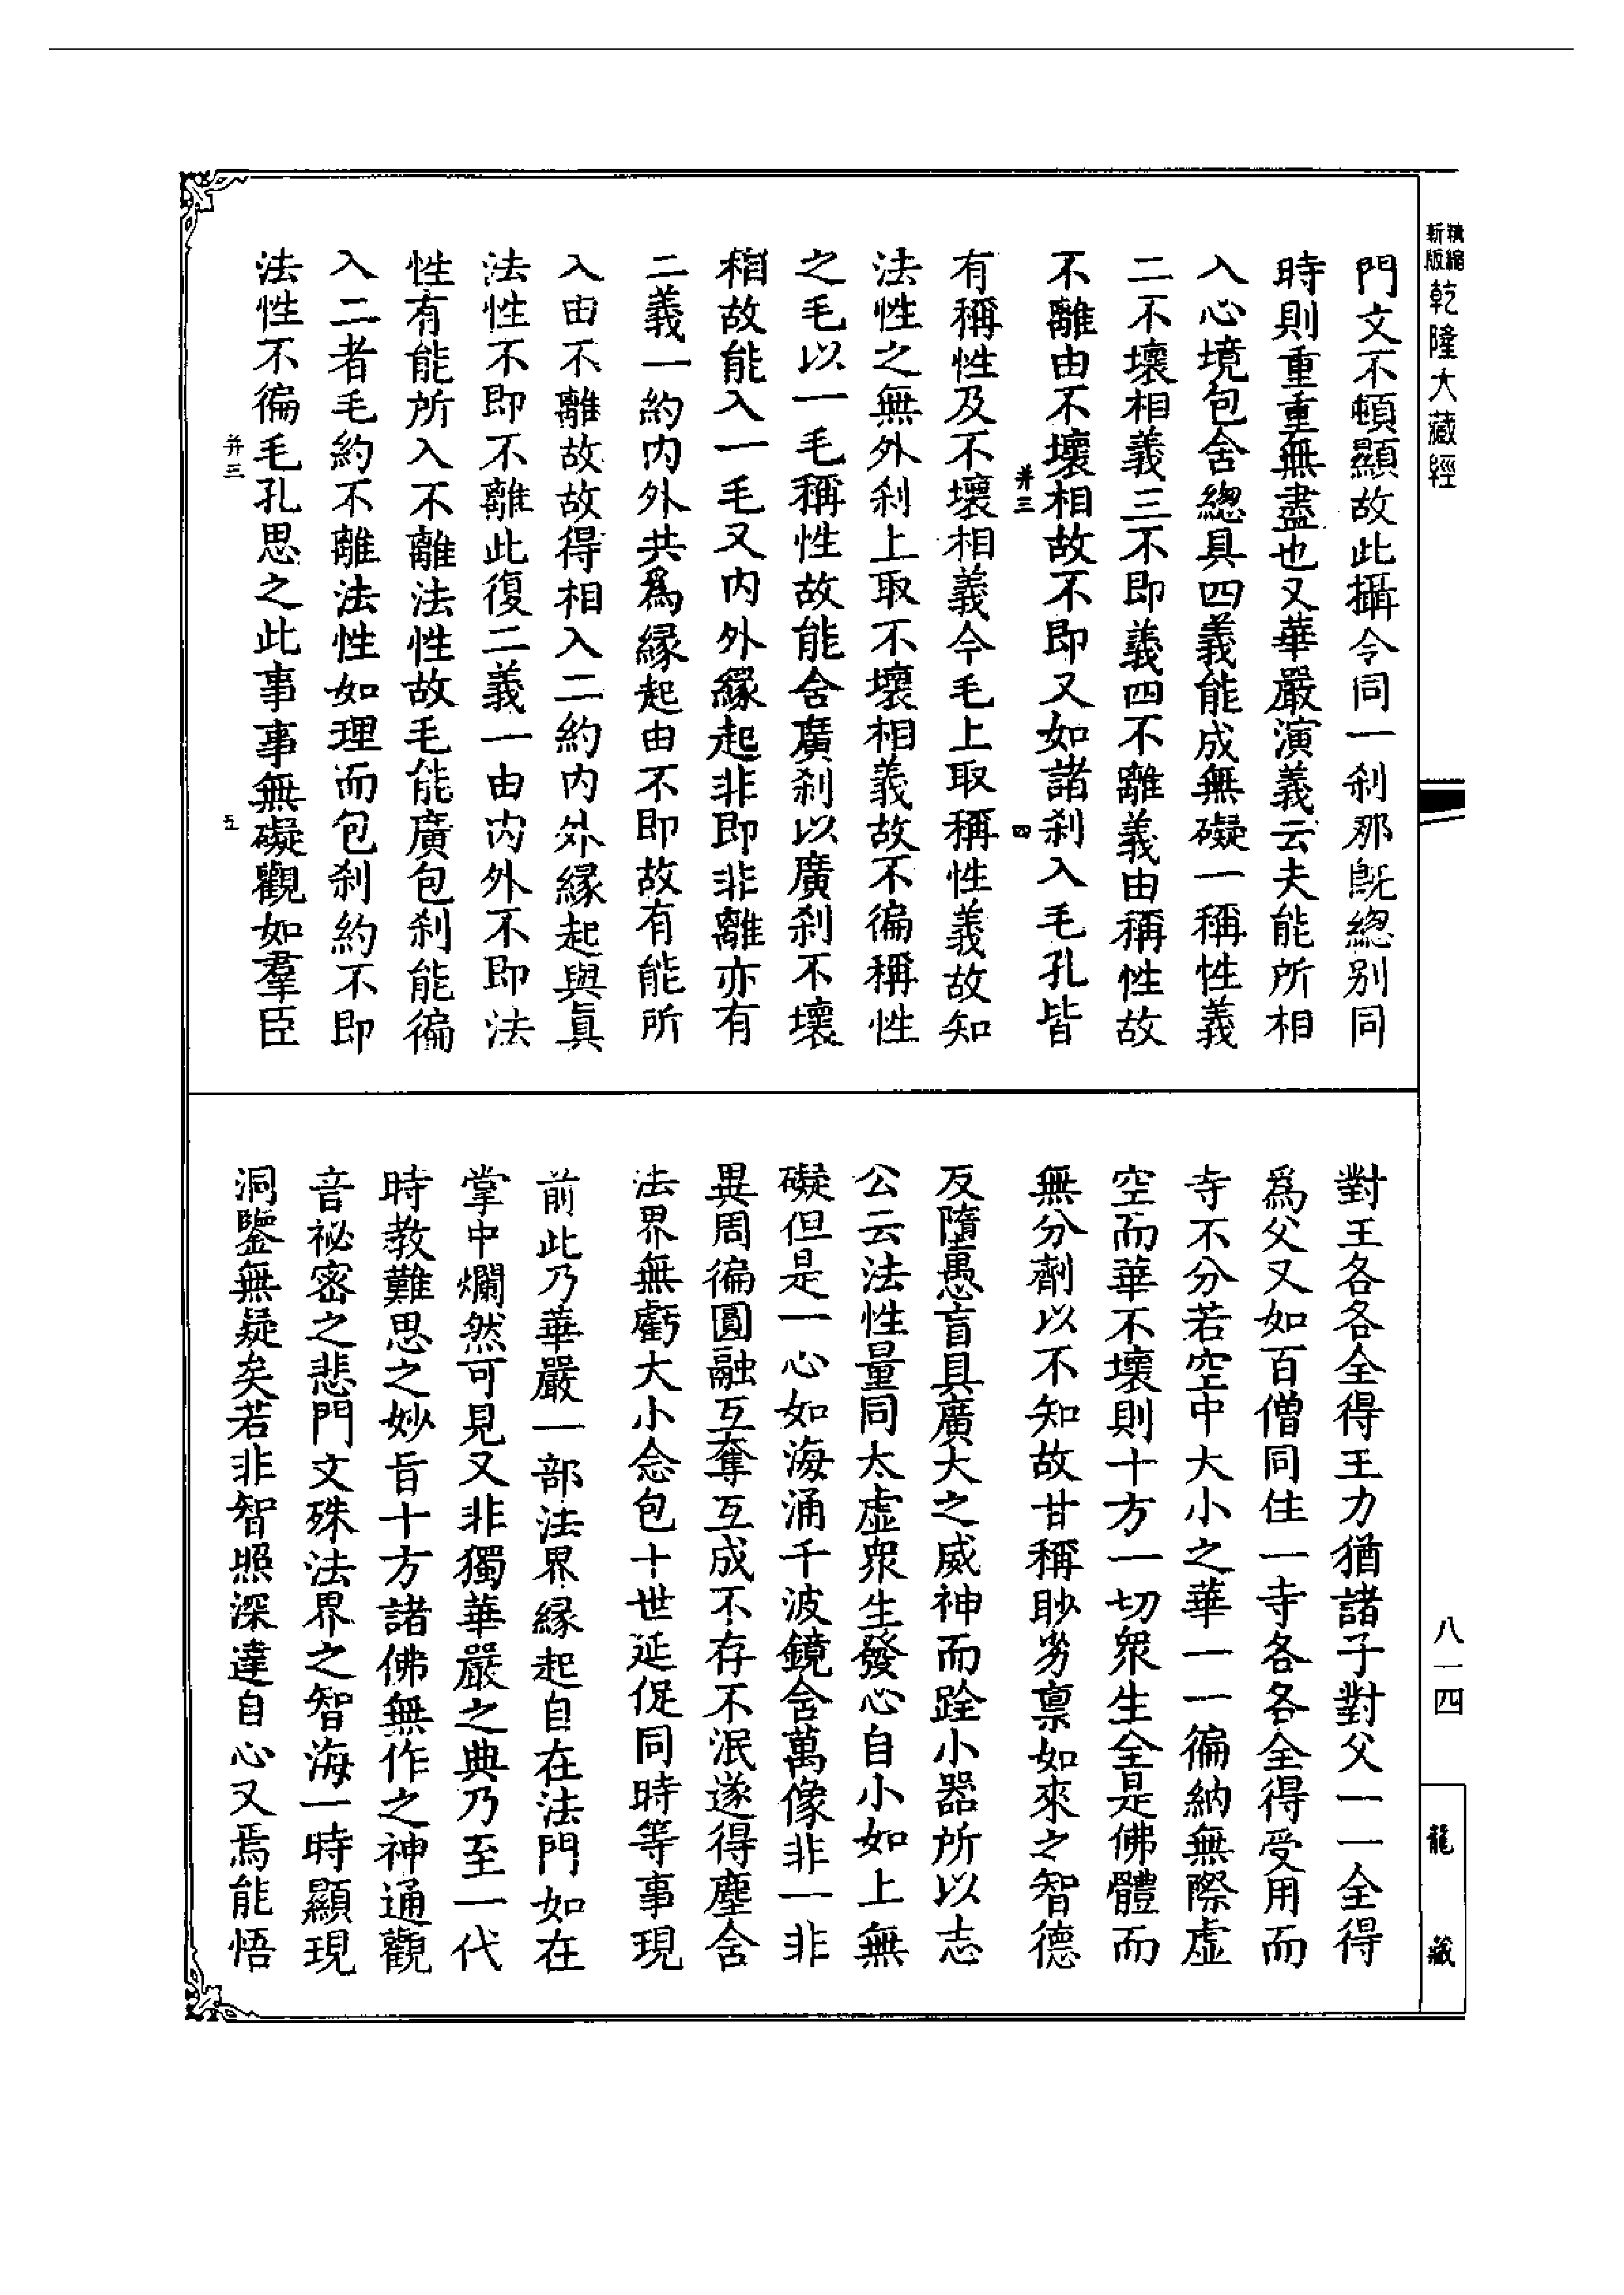 精縮新版乾隆大藏經
門文不頓顯故此攝令同一剎那旣總別同
時則重重無盡也又華嚴演義云夫能所相
入心境包含總具四義能成無礙一稱性義
二不壞相義三不即義四不離義由稱性故
不離由不壞相故不即又如諸剎入毛孔皆
并三
四
有稱性及不壞相義今毛上取稱性義故知
法性之無外剎上取不壞相義故不徧稱性
之毛以一毛稱性故能含廣剎以廣剎不壞
相故能入一毛又內外緣起非即非離亦有
二義一約內外共爲緣起由不即故有能所
入由不離故故得相入二約內外緣起與眞
法性不即不離此復二義一由內外不即法
性有能所入不離法性故毛能廣包剎能徧
入二者毛約不離法性如理而包剎約不即
法性不徧毛孔思之此事事無礙觀如羣臣
并三
五
對王各各全得王力猶諸子對父一一全得
爲父又如百僧同住一寺各各全得受用而
寺不分若空中大小之華一一徧納無際虛
空而華不壞則十方一切眾生全是佛體而
無分劑以不知故甘稱眇劣稟如來之智德
反墮愚盲具廣大之威神而跧小器所以志
公云法性量同太虛眾生發心自小如上無
礙但是一心如海涌千波鏡含萬像非一非
異周徧圓融互奪互成不存不泯遂得塵含
法界無虧大小念包十世延促同時等事現
前此乃華嚴一部法界緣起自在法門如在
掌中爛然可見又非獨華嚴之典乃至一代
時教難思之妙旨十方諸佛無作之神通觀
音祕密之悲門文殊法界之智海一時顯現
洞鑒無疑矣若非智照深達自心又焉能悟
八一四
龍藏